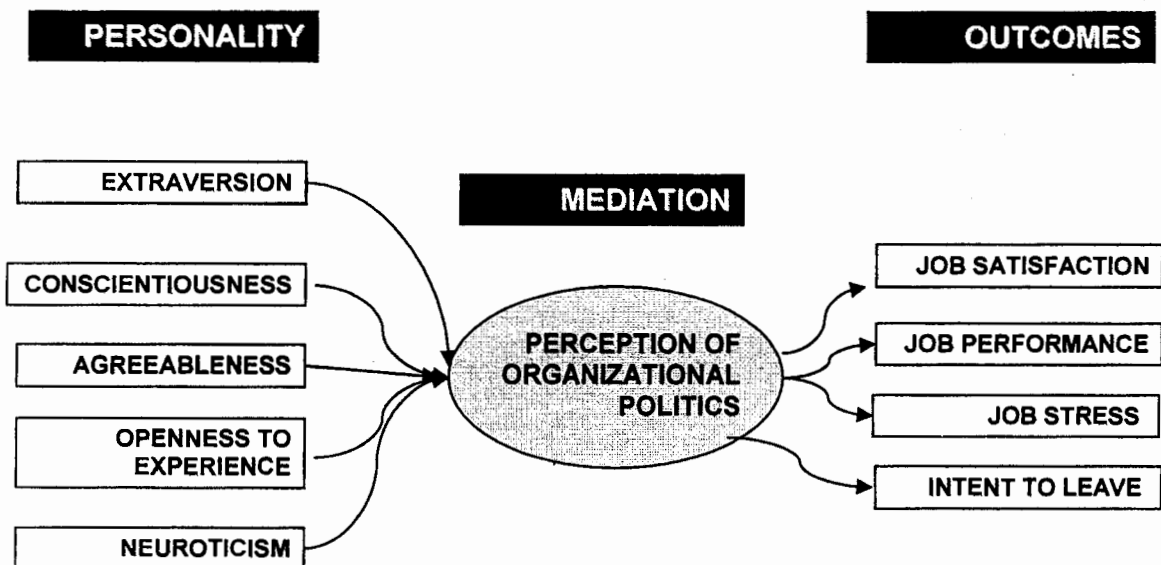 PERSONALITY
OUTCOMES
MEDIATION
EXTRAVERSION
CONSCIENTIOUSNESS
AGREEABLENESS
OPENNESS TO
EXPERIENCE
NEUROTICISM
PERCEPTION OF
ORGANIZATIONAL
POLITICS
JOB SATISFACTION
JOB PERFORMANCE
JOB STRESS
INTENT TO LEAVE